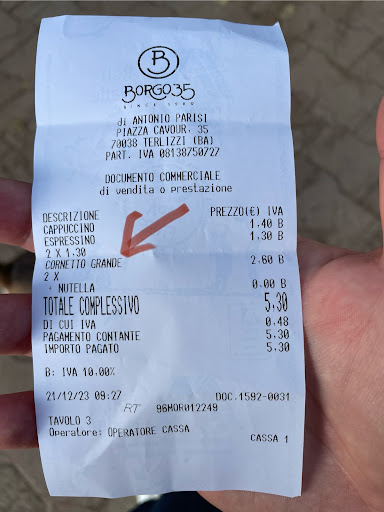 B
BORGO35
SINCE 1980
di ANTONIO PARISI
PIAZZA CAVOUR, 35
70038 TERLIZZI (BA)
PART. IVA 08138750727
DOCUMENTO COMMERCIALE
di vendita o prestazione
DESCRIZIONE PREZZO(€) IVA
CAPPUCCINO 1.40 B
ESPRESSINO 1.30 B
2 X 1.30
CORNETTO GRANDE 2.60 B
2 X
- NUTELLA 0.00 B
TOTALE COMPLESSIVO 5.30
DI CUI IVA 0.48
PAGAMENTO CONTANTE 5.30
IMPORTO PAGATO 5.30
B: IVA 10.00%
21/12/23 09:27 DOC.1592-0031
RT 96MOR012249
TAVOLO 3
Operatore: OPERATORE CASSA
CASSA 1